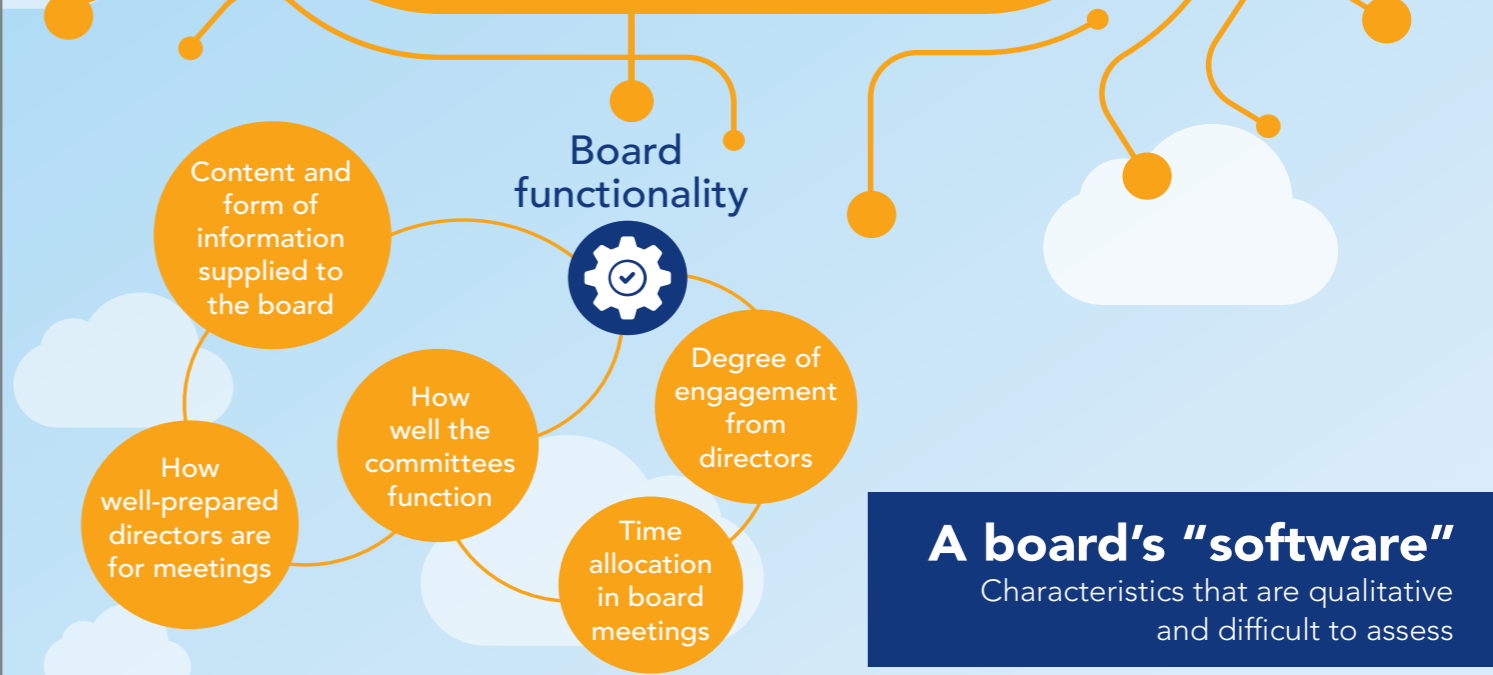 Board
functionality
Content and
form of
information
supplied to
the board
How
well-prepared
directors are
for meetings
How
well the
committees
function
Degree of
engagement
from
directors
Time
allocation
in board
meetings
A board’s “software”
Characteristics that are qualitative
and difficult to assess